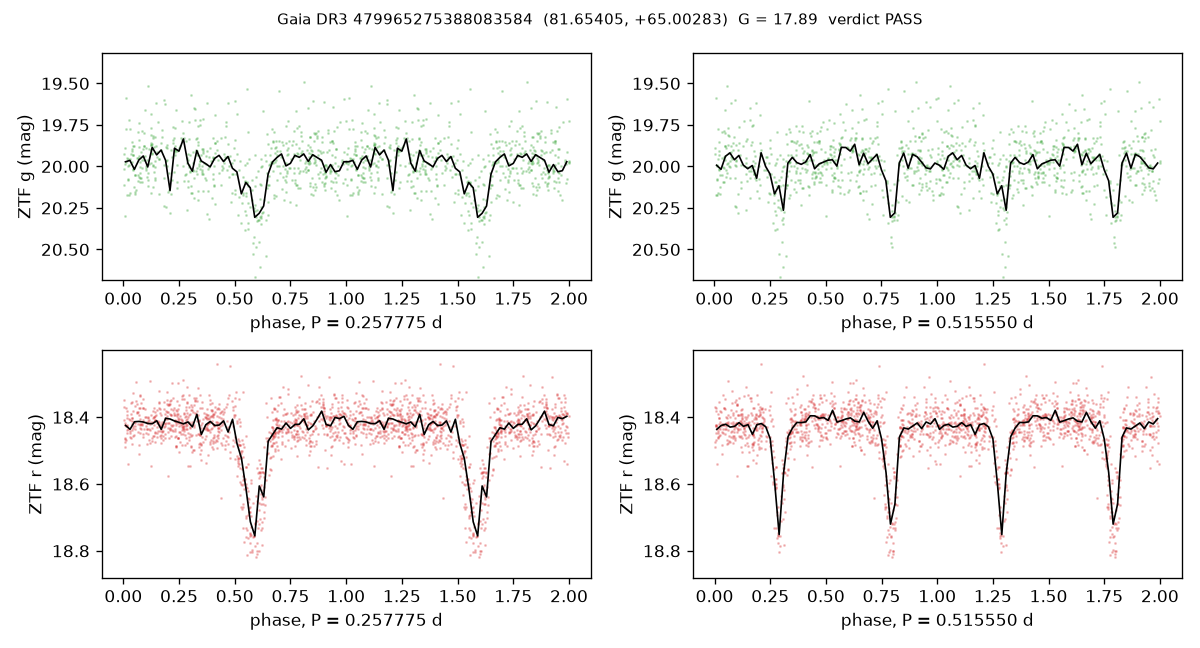 Gaia DR3 479965275388083584  (81.65405, +65.00283)  G = 17.89  verdict PASS
ZTF g (mag)
19.50
19.75
20.00
20.25
20.50
0.00 0.25 0.50 0.75 1.00 1.25 1.50 1.75 2.00
phase, P = 0.257775 d
ZTF g (mag)
19.50
19.75
20.00
20.25
20.50
0.00 0.25 0.50 0.75 1.00 1.25 1.50 1.75 2.00
phase, P = 0.515550 d
ZTF r (mag)
18.4
18.6
18.8
0.00 0.25 0.50 0.75 1.00 1.25 1.50 1.75 2.00
phase, P = 0.257775 d
ZTF r (mag)
18.4
18.6
18.8
0.00 0.25 0.50 0.75 1.00 1.25 1.50 1.75 2.00
phase, P = 0.515550 d